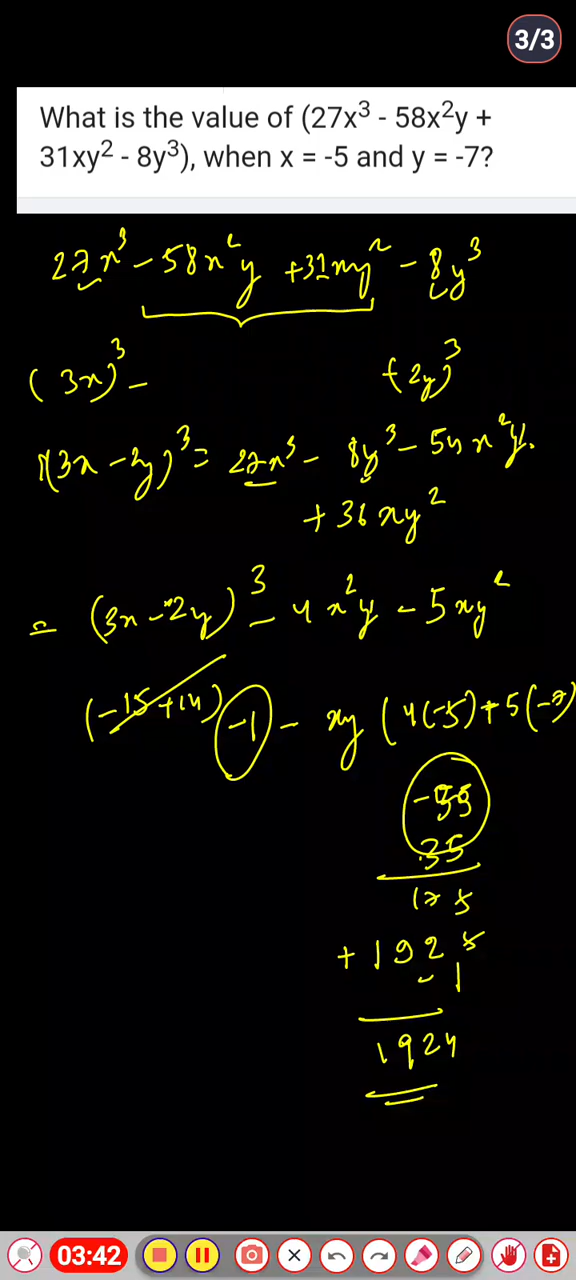 3/3
What is the value of (27x³ - 58x²y +
31xy² - 8y³), when x = -5 and y = -7?
27x³ - 58x²y + 31xy² - 8y³
(3x)³ - (2y)³
(3x - 2y)³ = 27x³ - 8y³ - 54x²y.
+ 36xy²
= (3x - 2y)³ - 4x²y - 5xy²
(-15+14) -1 - xy (4(-5) + 5(-7)
-55
35
175
+ 1925
- 1
1924
03:42